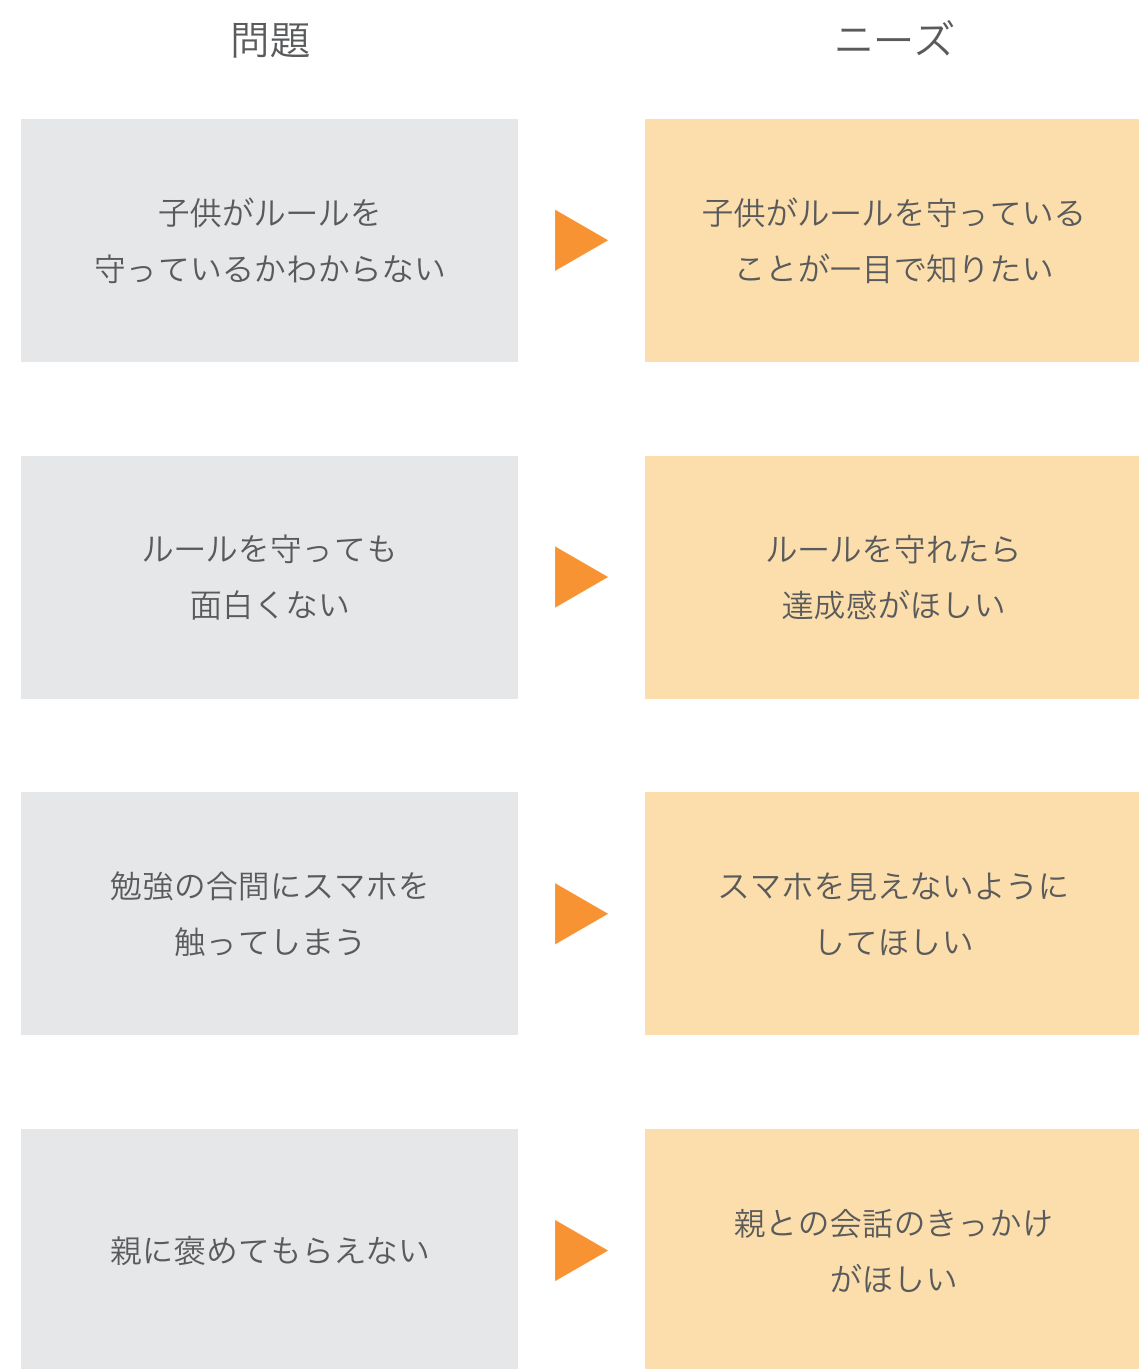 問題
ニーズ
子供がルールを
守っているかわからない
子供がルールを守っている
ことが一目で知りたい
ルールを守っても
面白くない
ルールを守れたら
達成感がほしい
勉強の合間にスマホを
触ってしまう
スマホを見えないように
してほしい
親に褒めてもらえない
親との会話のきっかけ
がほしい